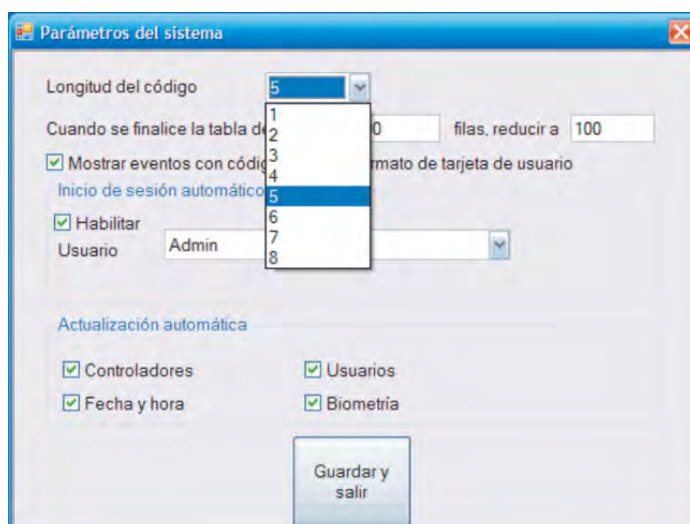 Parámetros del sistema
Longitud del código 5
1
Cuando se finalice la tabla de 0 filas, reducir a 100
2
3
Mostrar eventos con códig mato de tarjeta de usuario
4
Inicio de sesión automático
5
Habilitar
6
Usuario Admin
7
8
Actualización automática
Controladores Usuarios
Fecha y hora Biometría
Guardar y
salir